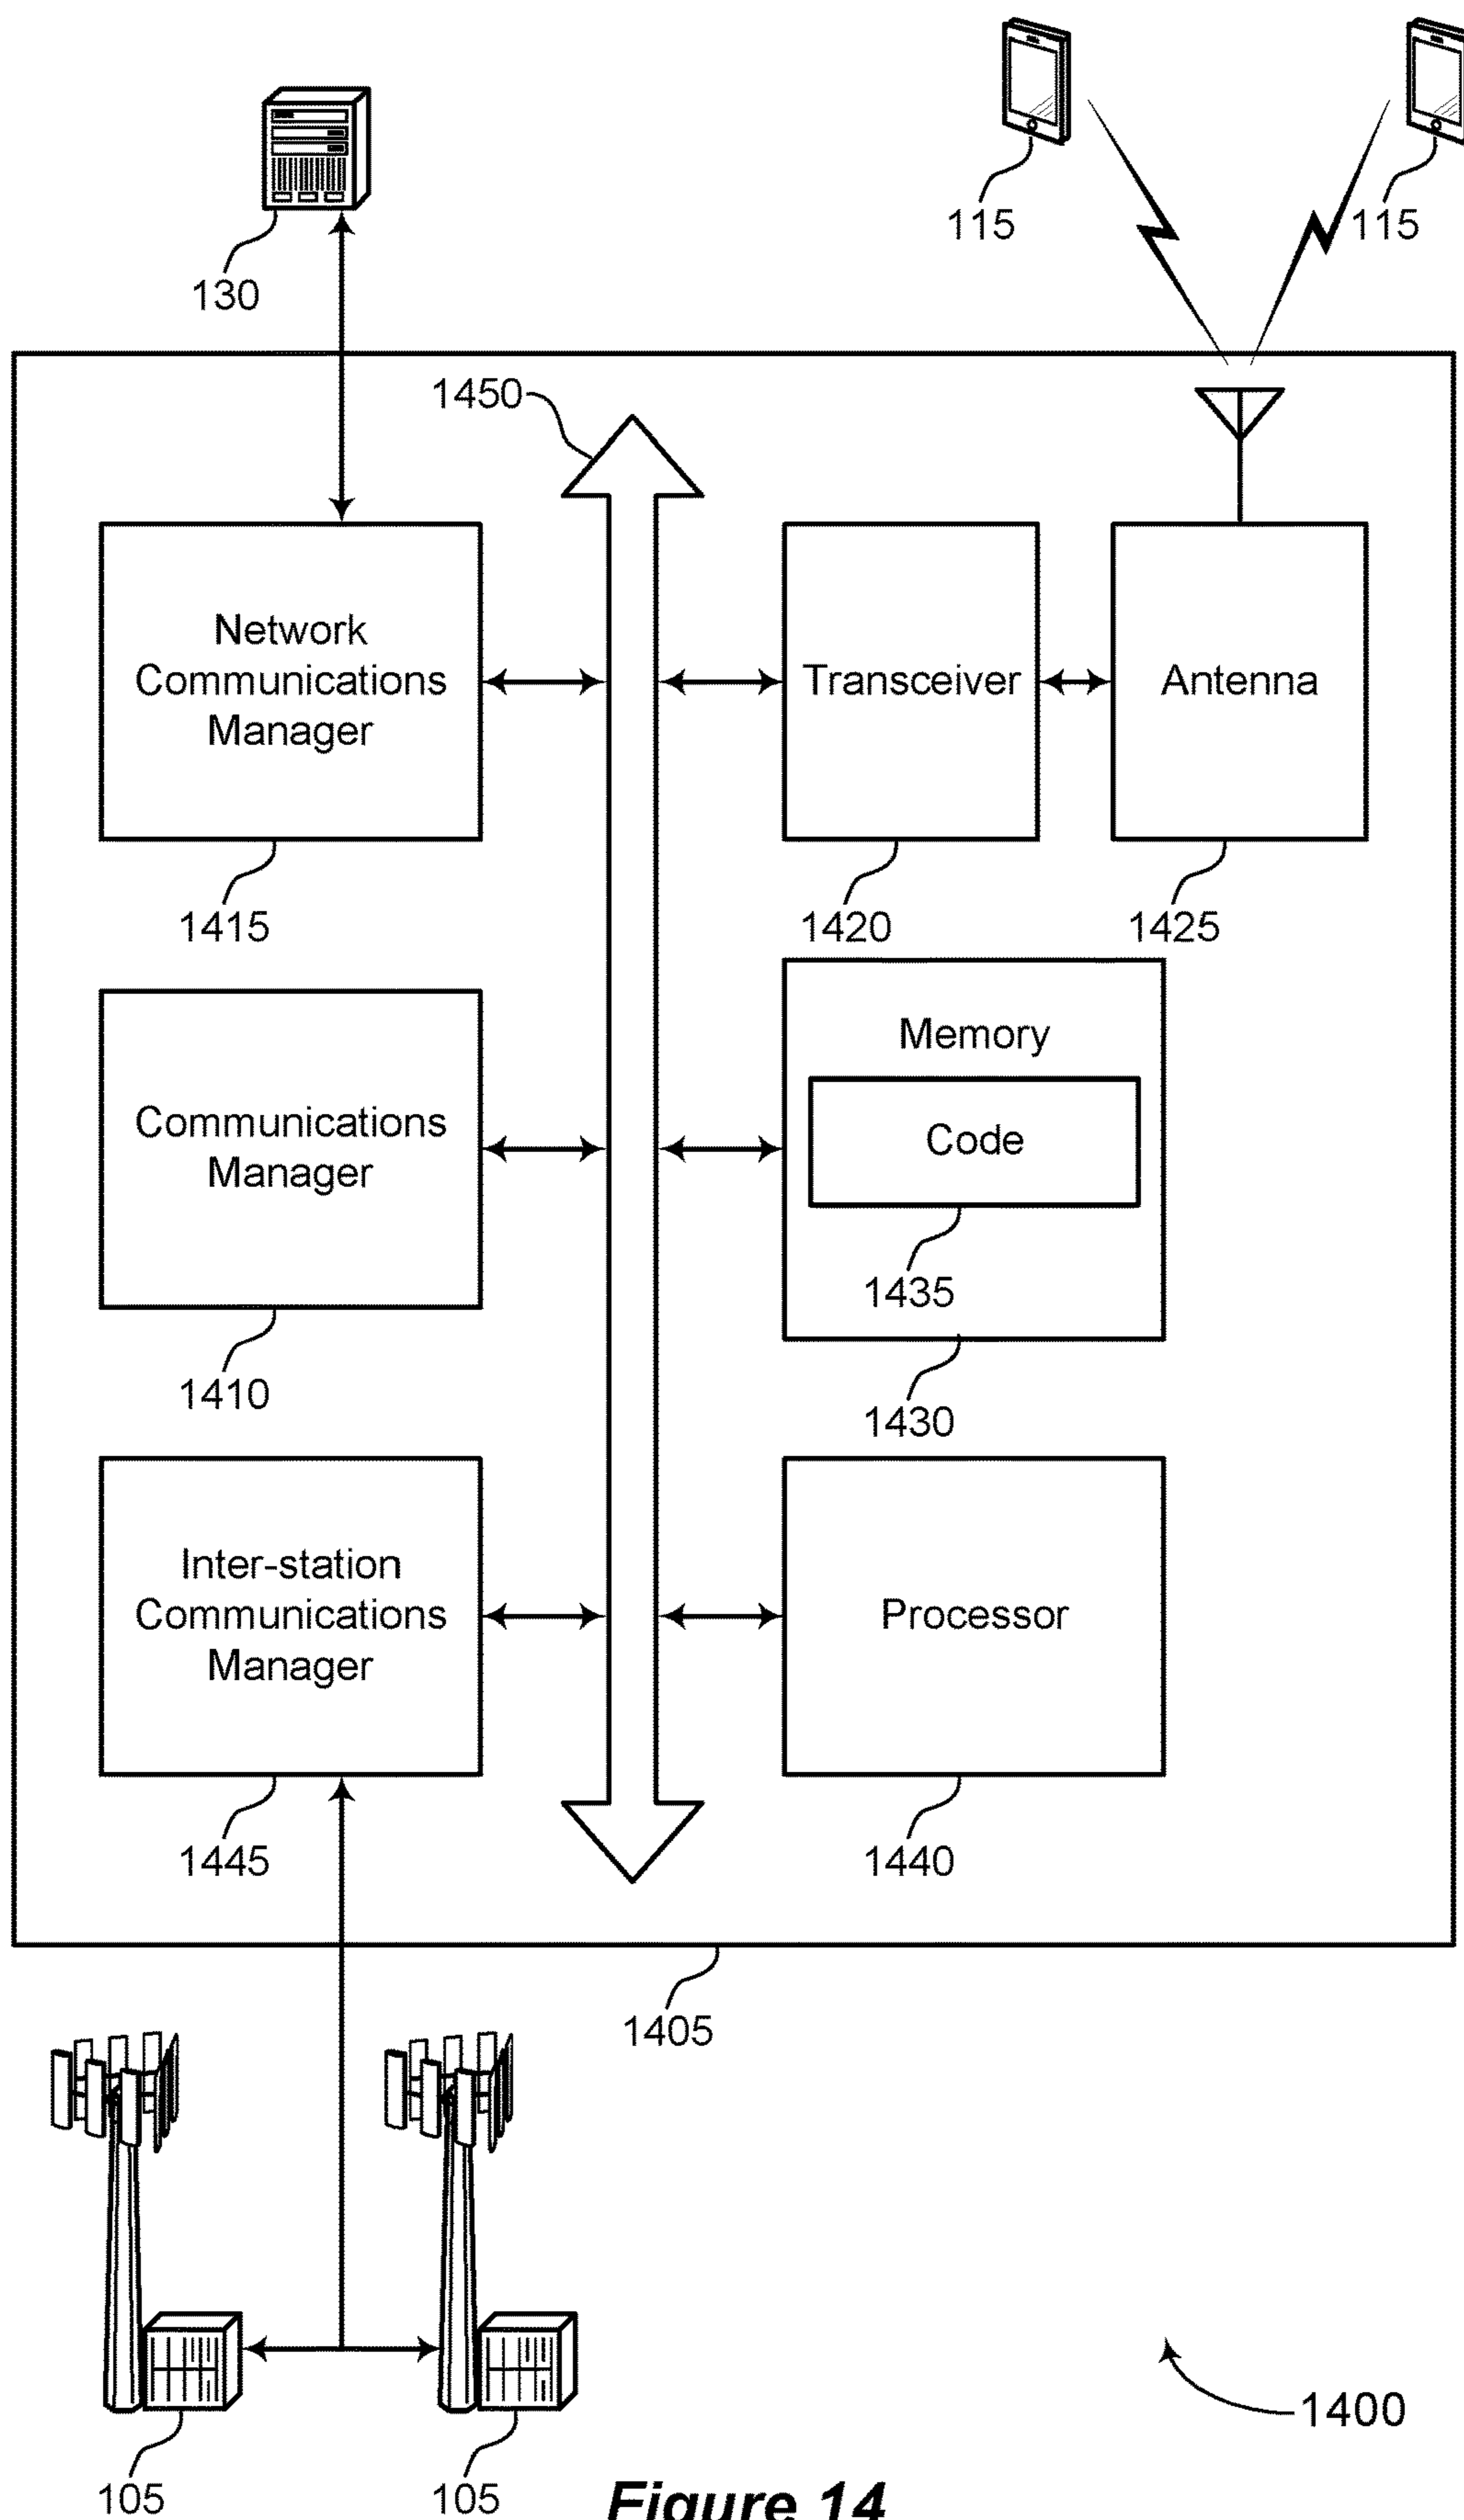 115
115
130
1450
Network
Communications
Manager
Transceiver
Antenna
1415
1420
1425
Memory
Communications
Manager
Code
1435
1410
1430
Inter-station
Communications
Manager
Processor
1445
1440
1405
1400
105
105
Figure 14